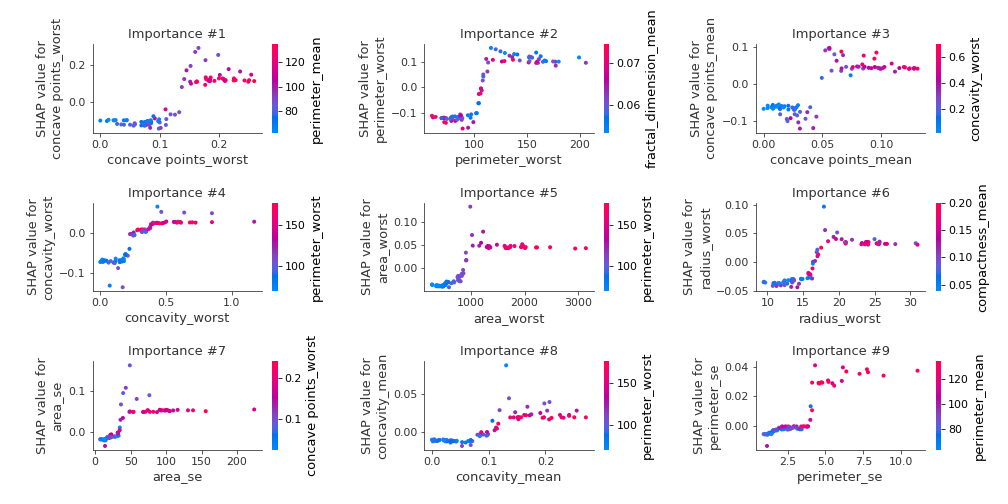 Importance #1
SHAP value for
concave points_worst
0.2
0.0
0.0
0.1
0.2
concave points_worst
120
100
80
perimeter_mean
Importance #2
SHAP value for
perimeter_worst
0.1
0.0
−0.1
100
150
200
perimeter_worst
0.07
0.06
fractal_dimension_mean
Importance #3
SHAP value for
concave points_mean
0.1
0.0
−0.1
0.00
0.05
0.10
concave points_mean
0.6
0.4
0.2
concavity_worst
Importance #4
SHAP value for
concavity_worst
0.0
−0.1
0.0
0.5
1.0
concavity_worst
150
100
perimeter_worst
Importance #5
SHAP value for
area_worst
0.10
0.05
0.00
1000
2000
3000
area_worst
150
100
perimeter_worst
Importance #6
SHAP value for
radius_worst
0.10
0.05
0.00
−0.05
10
15
20
25
30
radius_worst
0.20
0.15
0.10
0.05
compactness_mean
Importance #7
SHAP value for
area_se
0.1
0.0
0
50
100
150
200
area_se
0.2
0.1
concave points_worst
Importance #8
SHAP value for
concavity_mean
0.05
0.00
0.0
0.1
0.2
concavity_mean
150
100
perimeter_worst
Importance #9
SHAP value for
perimeter_se
0.04
0.02
0.00
2.5
5.0
7.5
10.0
perimeter_se
120
100
80
perimeter_mean